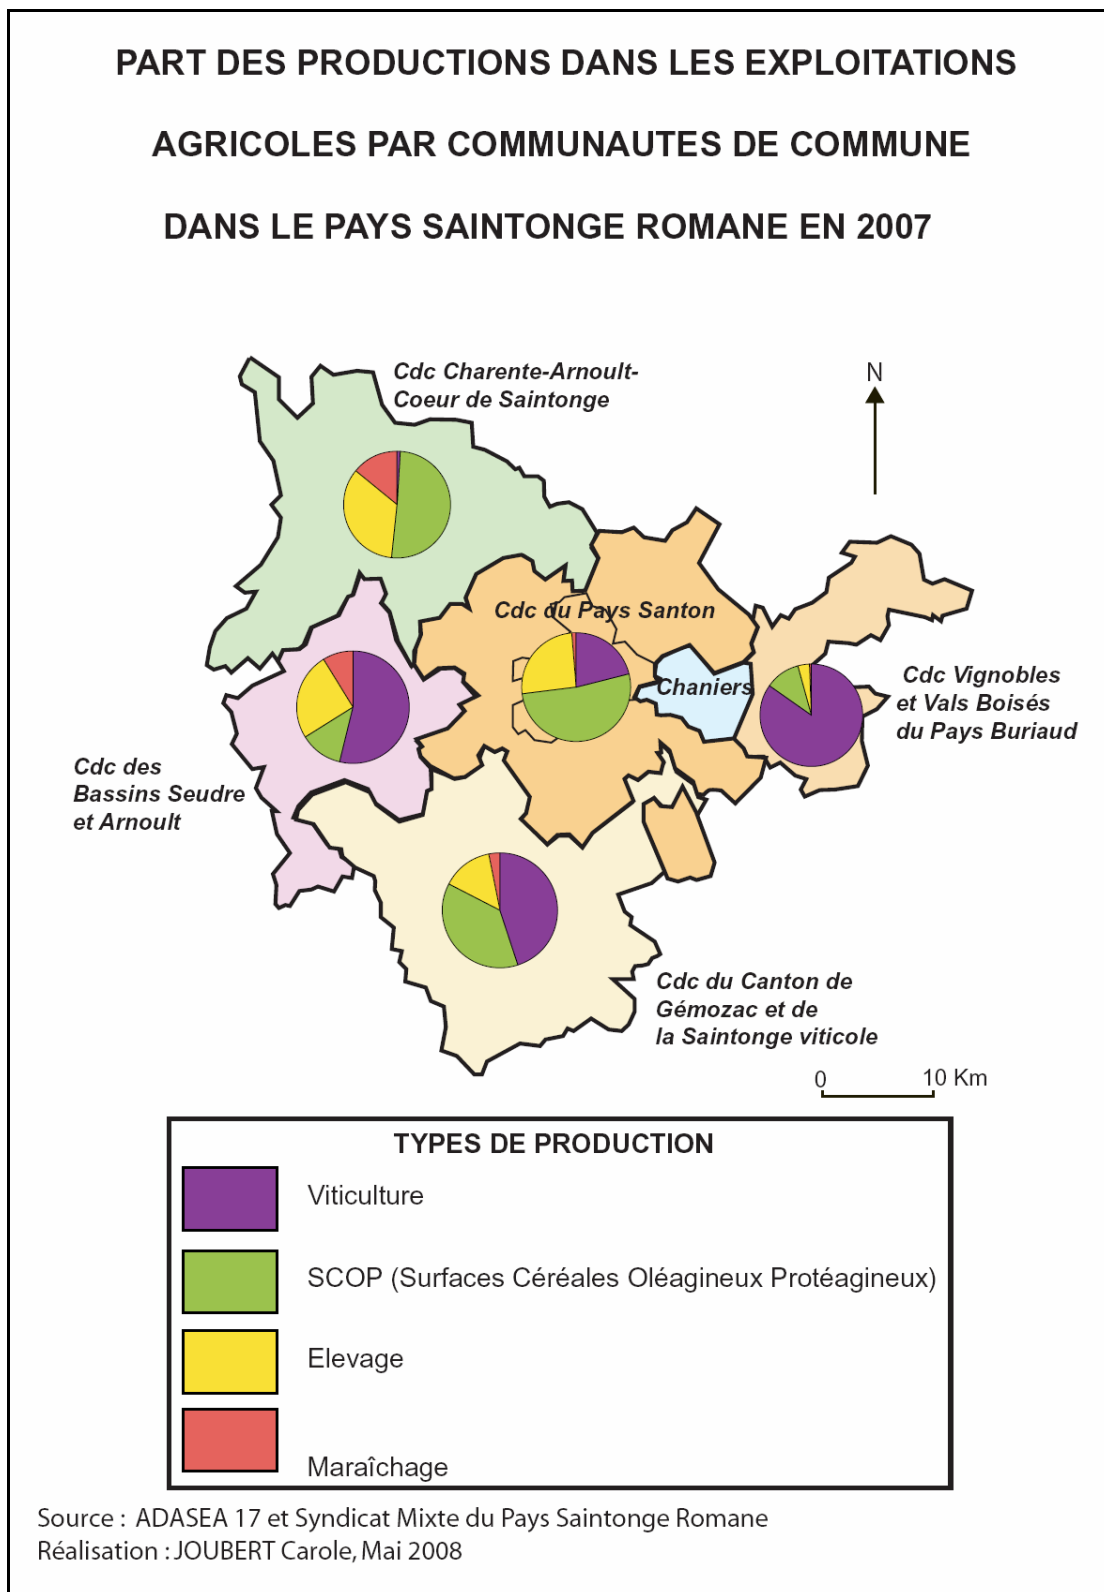 PART DES PRODUCTIONS DANS LES EXPLOITATIONS
AGRICOLES PAR COMMUNAUTES DE COMMUNE
DANS LE PAYS SAINTONGE ROMANE EN 2007
Cdc Charente-Arnoult-
Coeur de Saintonge
N
Cdc du Pays Santon
Chaniers
Cdc Vignobles
et Vals Boisés
du Pays Buriaud
Cdc des
Bassins Seudre
et Arnoult
Cdc du Canton de
Gémozac et de
la Saintonge viticole
0 10 Km
TYPES DE PRODUCTION
Viticulture
SCOP (Surfaces Céréales Oléagineux Protéagineux)
Elevage
Maraîchage
Source : ADASEA 17 et Syndicat Mixte du Pays Saintonge Romane
Réalisation : JOUBERT Carole, Mai 2008